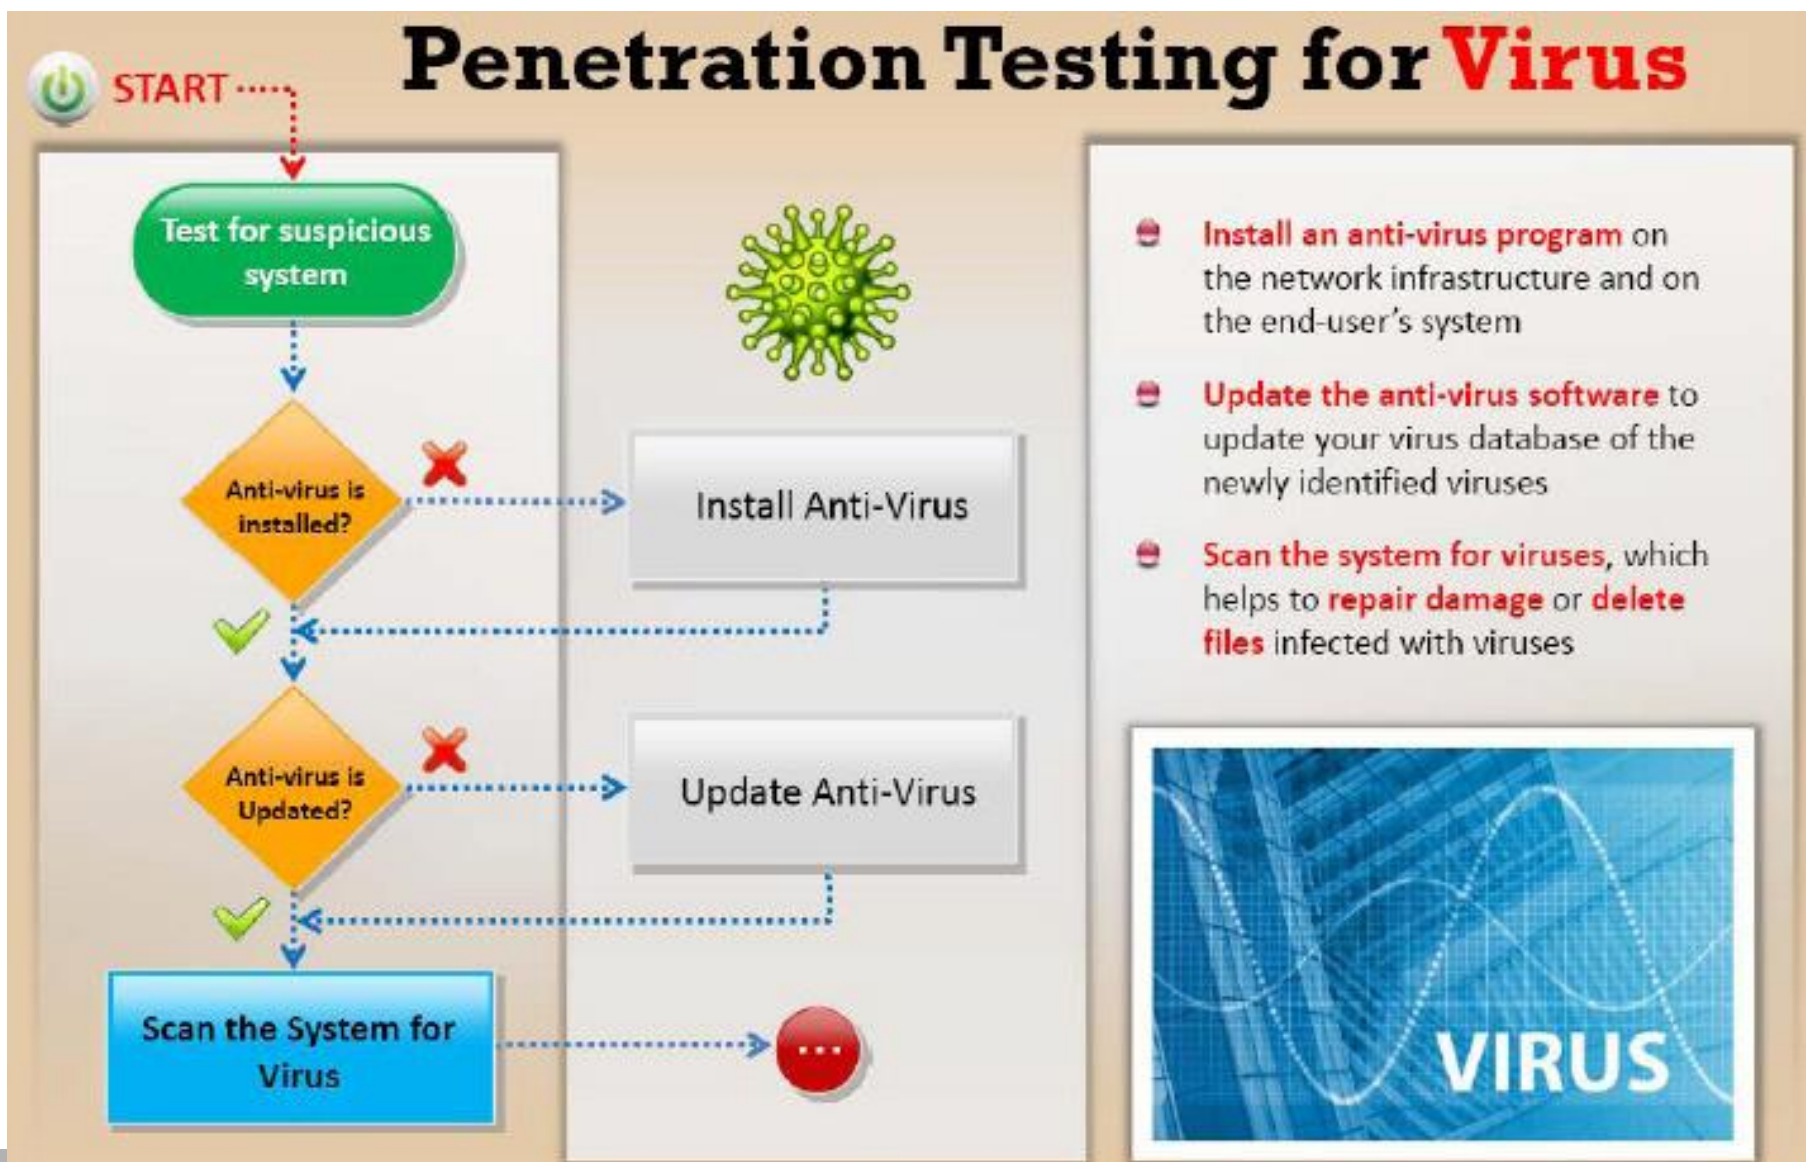 Penetration Testing for Virus
START
Test for suspicious
system
Anti-virus is
installed?
Install Anti-Virus
Anti-virus is
Updated?
Update Anti-Virus
Scan the System for
Virus
...
Install an anti-virus program on
the network infrastructure and on
the end-user's system
Update the anti-virus software to
update your virus database of the
newly identified viruses
Scan the system for viruses, which
helps to repair damage or delete
files infected with viruses
VIRUS